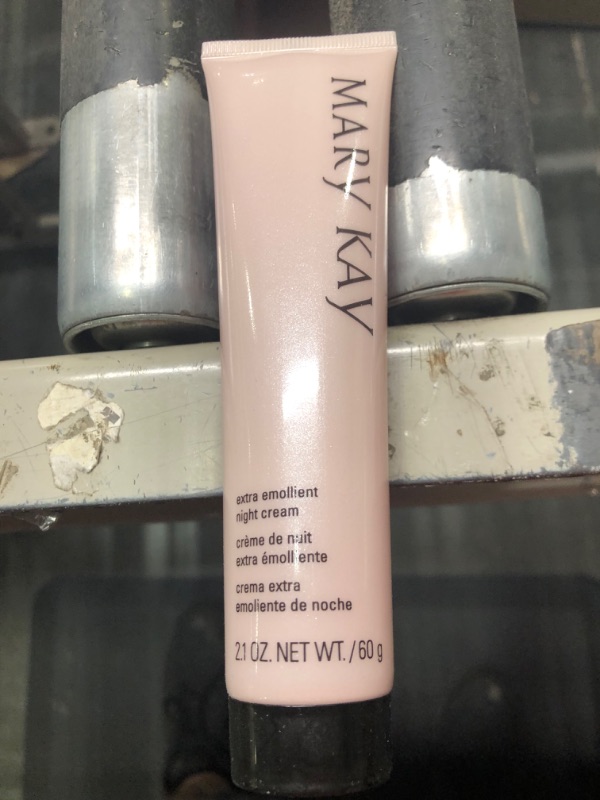 MARY KAY
extra emollient
night cream
crème de nuit
extra émolliente
crema extra
emoliente de noche
2.1 OZ. NET WT. / 60 g